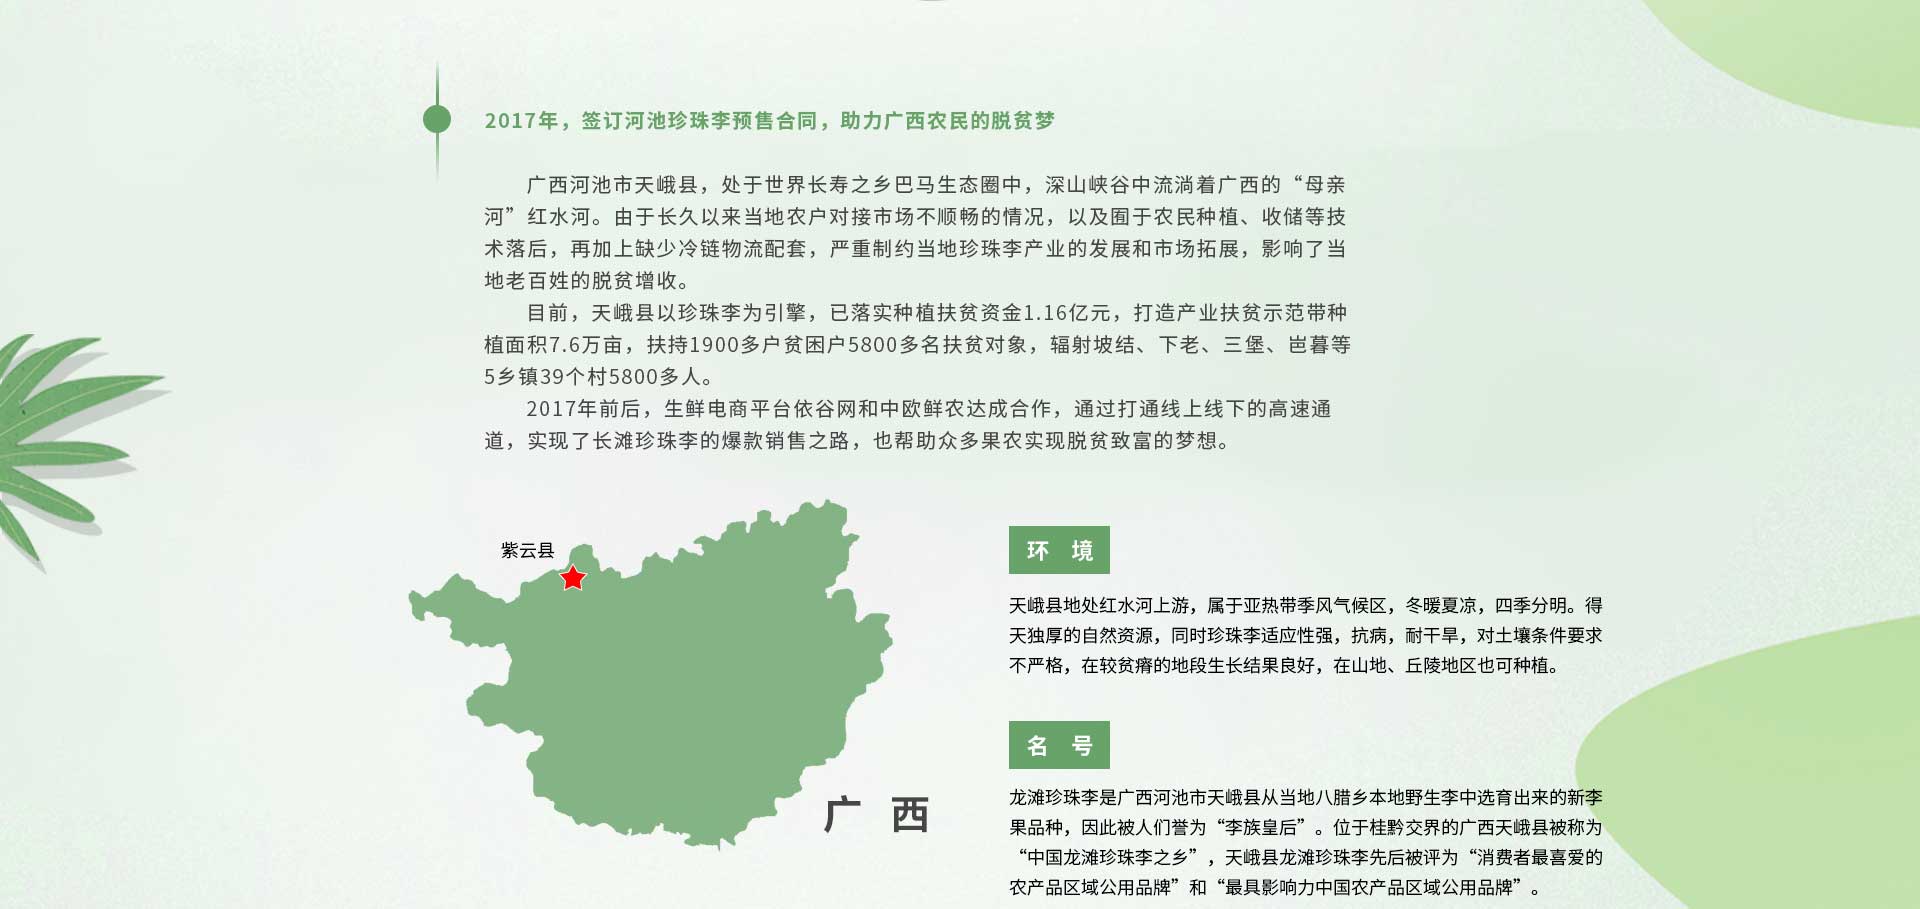 2017年，签订河池珍珠李预售合同，助力广西农民的脱贫梦
广西河池市天峨县，处于世界长寿之乡巴马生态圈中，深山峡谷中流淌着广西的“母亲
河”红水河。由于长久以来当地农户对接市场不顺畅的情况，以及囿于农民种植、收储等技
术落后，再加上缺少冷链物流配套，严重制约当地珍珠李产业的发展和市场拓展，影响了当
地老百姓的脱贫增收。
目前，天峨县以珍珠李为引擎，已落实种植扶贫资金1.16亿元，打造产业扶贫示范带种
植面积7.6万亩，扶持1900多户贫困户5800多名扶贫对象，辐射坡结、下老、三堡、岜暮等
5乡镇39个村5800多人。
2017年前后，生鲜电商平台依谷网和中欧鲜农达成合作，通过打通线上线下的高速通
道，实现了长滩珍珠李的爆款销售之路，也帮助众多果农实现脱贫致富的梦想。
紫云县
广 西
环 境
天峨县地处红水河上游，属于亚热带季风气候区，冬暖夏凉，四季分明。得
天独厚的自然资源，同时珍珠李适应性强，抗病，耐干旱，对土壤条件要求
不严格，在较贫瘠的地段生长结果良好，在山地、丘陵地区也可种植。
名 号
龙滩珍珠李是广西河池市天峨县从当地八腊乡本地野生李中选育出来的新李
果品种，因此被人们誉为“李族皇后”。位于桂黔交界的广西天峨县被称为
“中国龙滩珍珠李之乡”，天峨县龙滩珍珠李先后被评为“消费者最喜爱的
农产品区域公用品牌”和“最具影响力中国农产品区域公用品牌”。